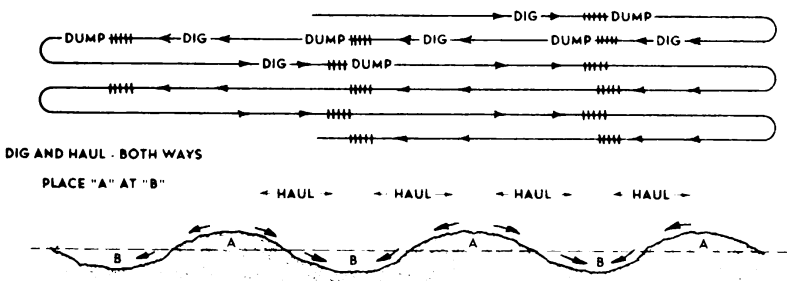 DIG DUMP
DUMP DIG DUMP DIG DUMP DIG
DIG DUMP
DIG AND HAUL - BOTH WAYS
PLACE "A" AT "B"
HAUL HAUL HAUL HAUL
A A A
B B B